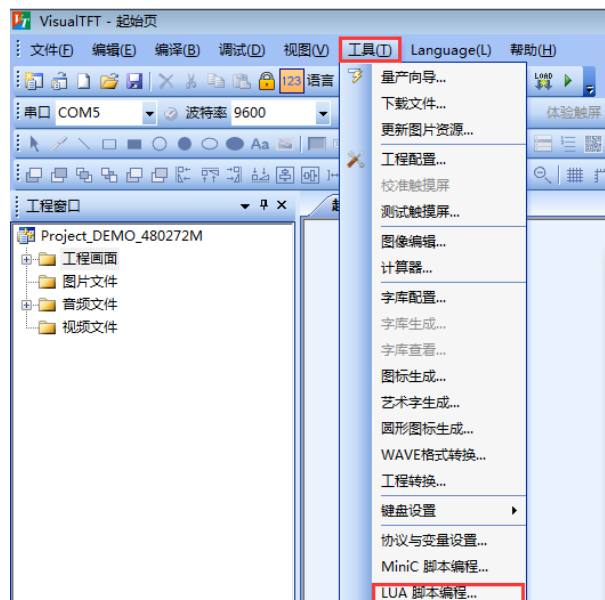 VisualTFT - 起始页
文件(F) 编辑(E) 编译(B) 调试(D) 视图(V) 工具(T) Language(L) 帮助(H)
123 语言 LOAD
串口 COM5 波特率 9600 体验触屏
Aa
工程窗口
Project_DEMO_480272M
工程画面
图片文件
音频文件
视频文件
量产向导...
下载文件...
更新图片资源...
工程配置...
校准触摸屏
测试触摸屏...
图像编辑...
计算器...
字库配置...
字库生成...
字库查看...
图标生成...
艺术字生成...
圆形图标生成...
WAVE格式转换...
工程转换...
键盘设置
协议与变量设置...
MiniC 脚本编程...
LUA 脚本编程...